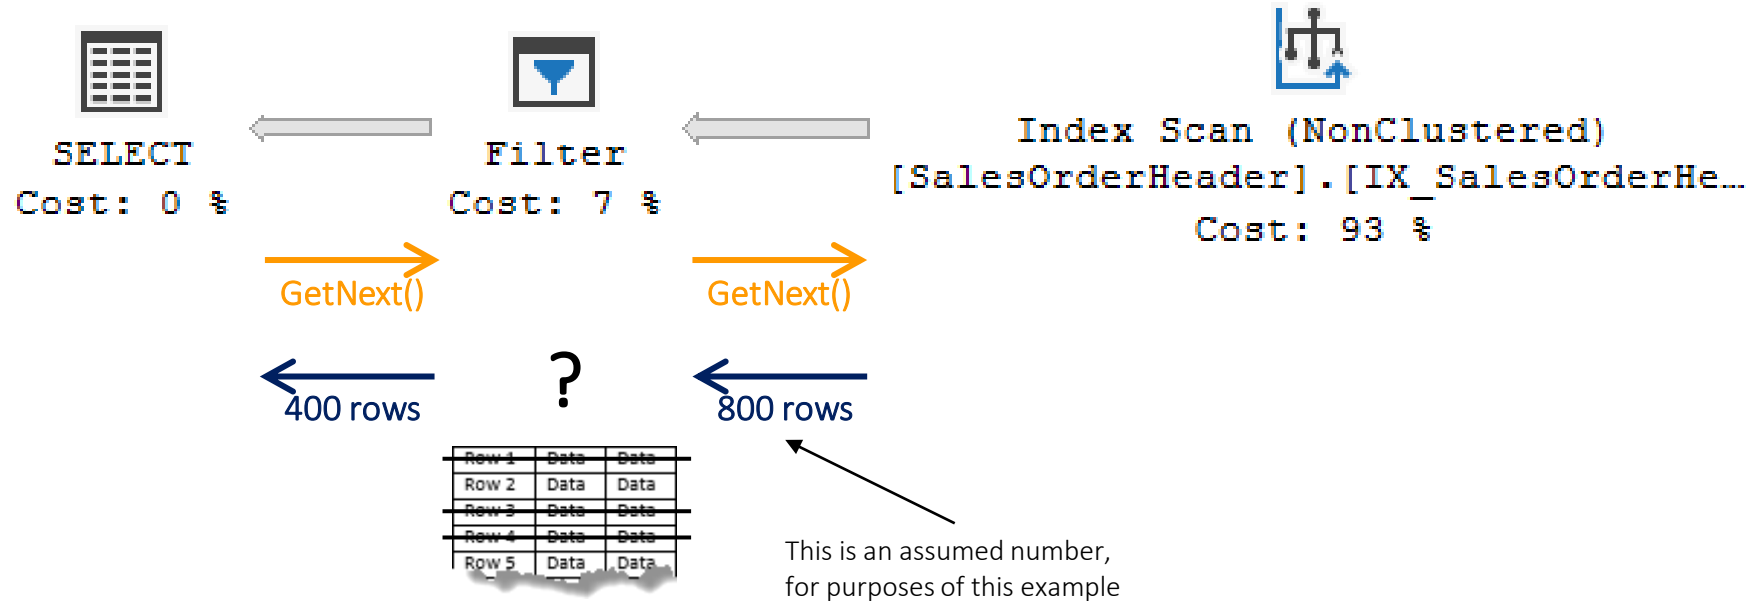 SELECT
Cost: 0 %
Filter
Cost: 7 %
Index Scan (NonClustered)
[SalesOrderHeader].[IX_SalesOrderHe…
Cost: 93 %
GetNext()
GetNext()
400 rows
?
800 rows
Row 1 Data Data
Row 2 Data Data
Row 3 Data Data
Row 4 Data Data
Row 5 Data Data
This is an assumed number,
for purposes of this example